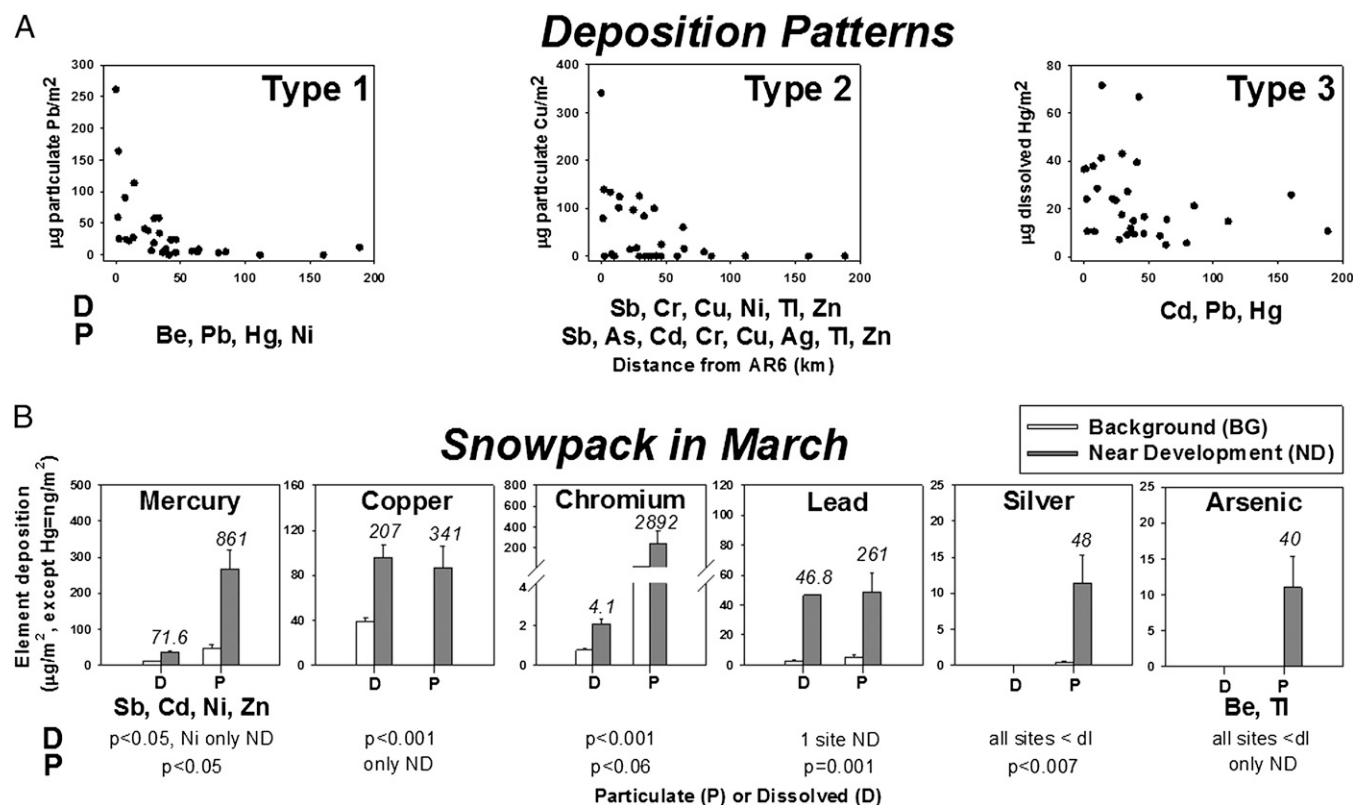 A
Deposition Patterns
Type 1
Type 2
Type 3
µg particulate Pb/m2
300
250
200
150
100
50
0
0 50 100 150 200
µg particulate Cu/m2
400
300
200
100
0
0 50 100 150 200
µg dissolved Hg/m2
80
60
40
20
0
0 50 100 150 200
D
P
Be, Pb, Hg, Ni
Sb, Cr, Cu, Ni, Tl, Zn
Sb, As, Cd, Cr, Cu, Ag, Tl, Zn
Cd, Pb, Hg
Distance from AR6 (km)
B
Snowpack in March
Background (BG)
Near Development (ND)
Element deposition
(µg/m², except Hg=ng/m²)
Mercury
500
400
300
200
100
0
71.6
861
D P
Copper
160
120
80
40
0
207
341
D P
Chromium
800
600
400
200
4
2
0
4.1
2892
D P
Lead
120
100
80
60
40
20
0
46.8
261
D P
Silver
25
20
15
10
5
0
48
D P
Arsenic
25
20
15
10
5
0
40
D P
Sb, Cd, Ni, Zn
Be, Tl
D
p<0.05, Ni only ND
p<0.001
p<0.001
1 site ND
all sites < dl
all sites <dl
P
p<0.05
only ND
p<0.06
p=0.001
p<0.007
only ND
Particulate (P) or Dissolved (D)